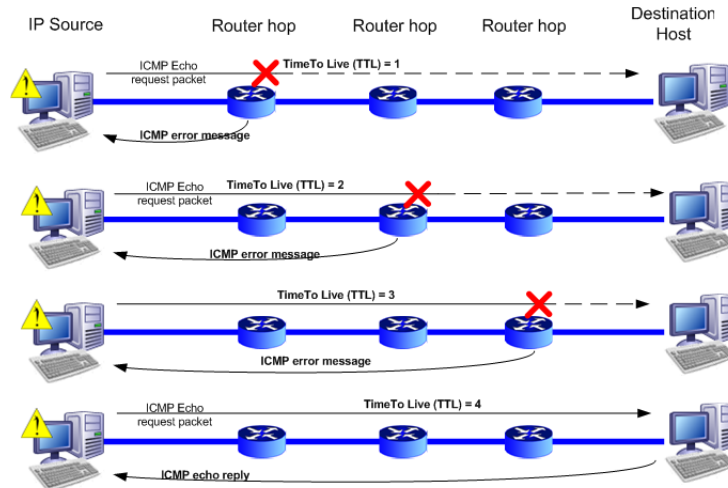 IP Source
Router hop
Router hop
Router hop
Destination
Host
ICMP Echo
request packet
TimeTo Live (TTL) = 1
ICMP error message
ICMP Echo
request packet
TimeTo Live (TTL) = 2
ICMP error message
TimeTo Live (TTL) = 3
ICMP error message
ICMP Echo
request packet
TimeTo Live (TTL) = 4
ICMP echo reply